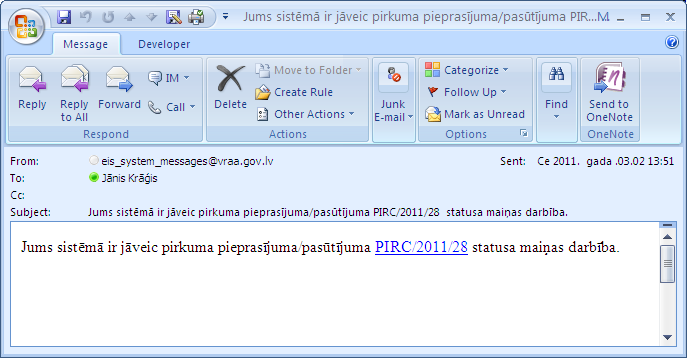 Jums sistēmā ir jāveic pirkuma pieprasījuma/pasūtījuma PIR...M
Message Developer
Reply
Reply to All
Forward
IM
Call
Respond
Delete
Move to Folder
Create Rule
Other Actions
Actions
Junk E-mail
Categorize
Follow Up
Mark as Unread
Options
Find
Send to OneNote
OneNote
From: eis_system_messages@vraa.gov.lv Sent: Ce 2011. gada .03.02 13:51
To: Jānis Krāģis
Cc:
Subject: Jums sistēmā ir jāveic pirkuma pieprasījuma/pasūtījuma PIRC/2011/28 statusa maiņas darbība.
Jums sistēmā ir jāveic pirkuma pieprasījuma/pasūtījuma PIRC/2011/28 statusa maiņas darbība.